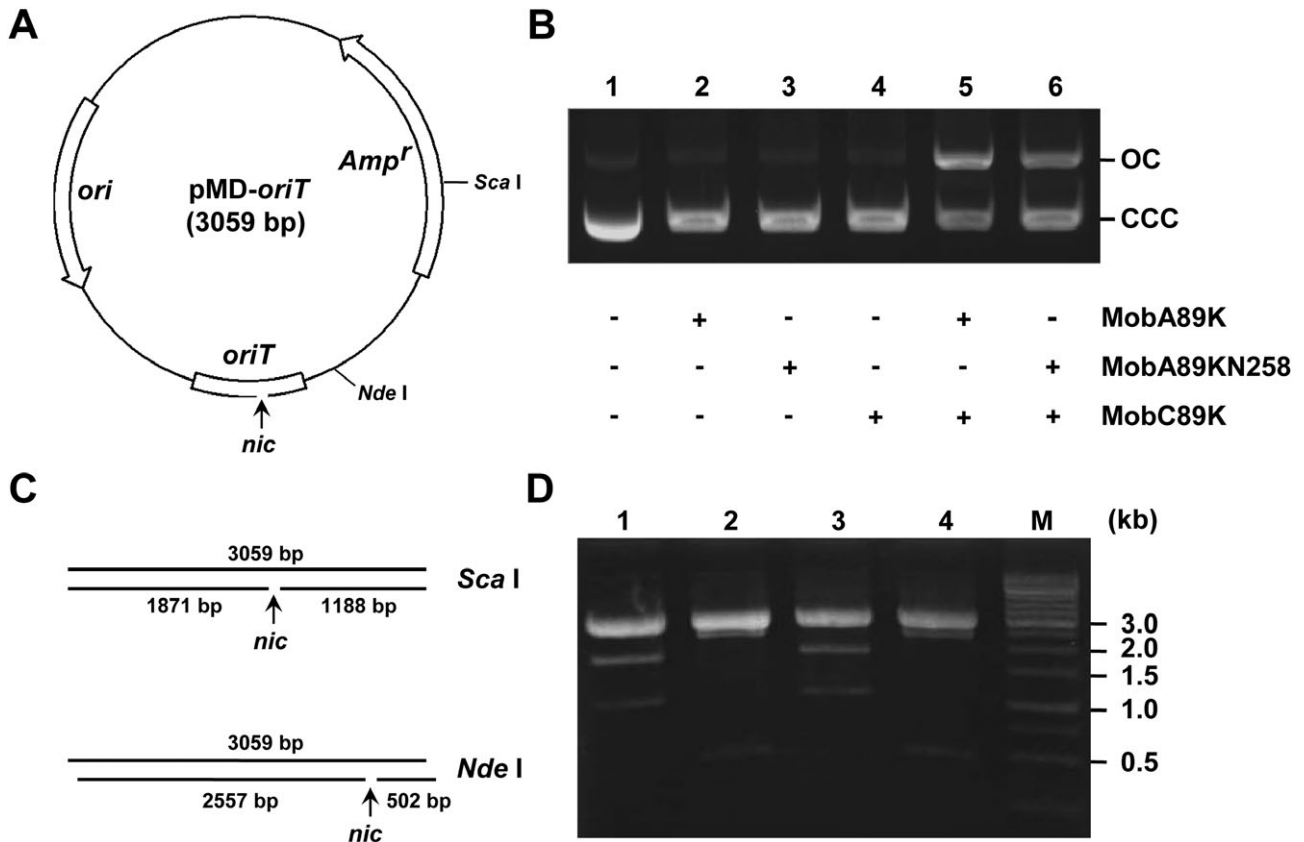 A
Amp^r
ori
pMD-oriT
(3059 bp)
Sca I
oriT
Nde I
nic
B
1 2 3 4 5 6
OC
CCC
- + - - + - MobA89K
- - + - - + MobA89KN258
- - - + + + MobC89K
C
3059 bp
Sca I
1871 bp 1188 bp
nic
3059 bp
Nde I
2557 bp 502 bp
nic
D
1 2 3 4 M (kb)
3.0
2.0
1.5
1.0
0.5